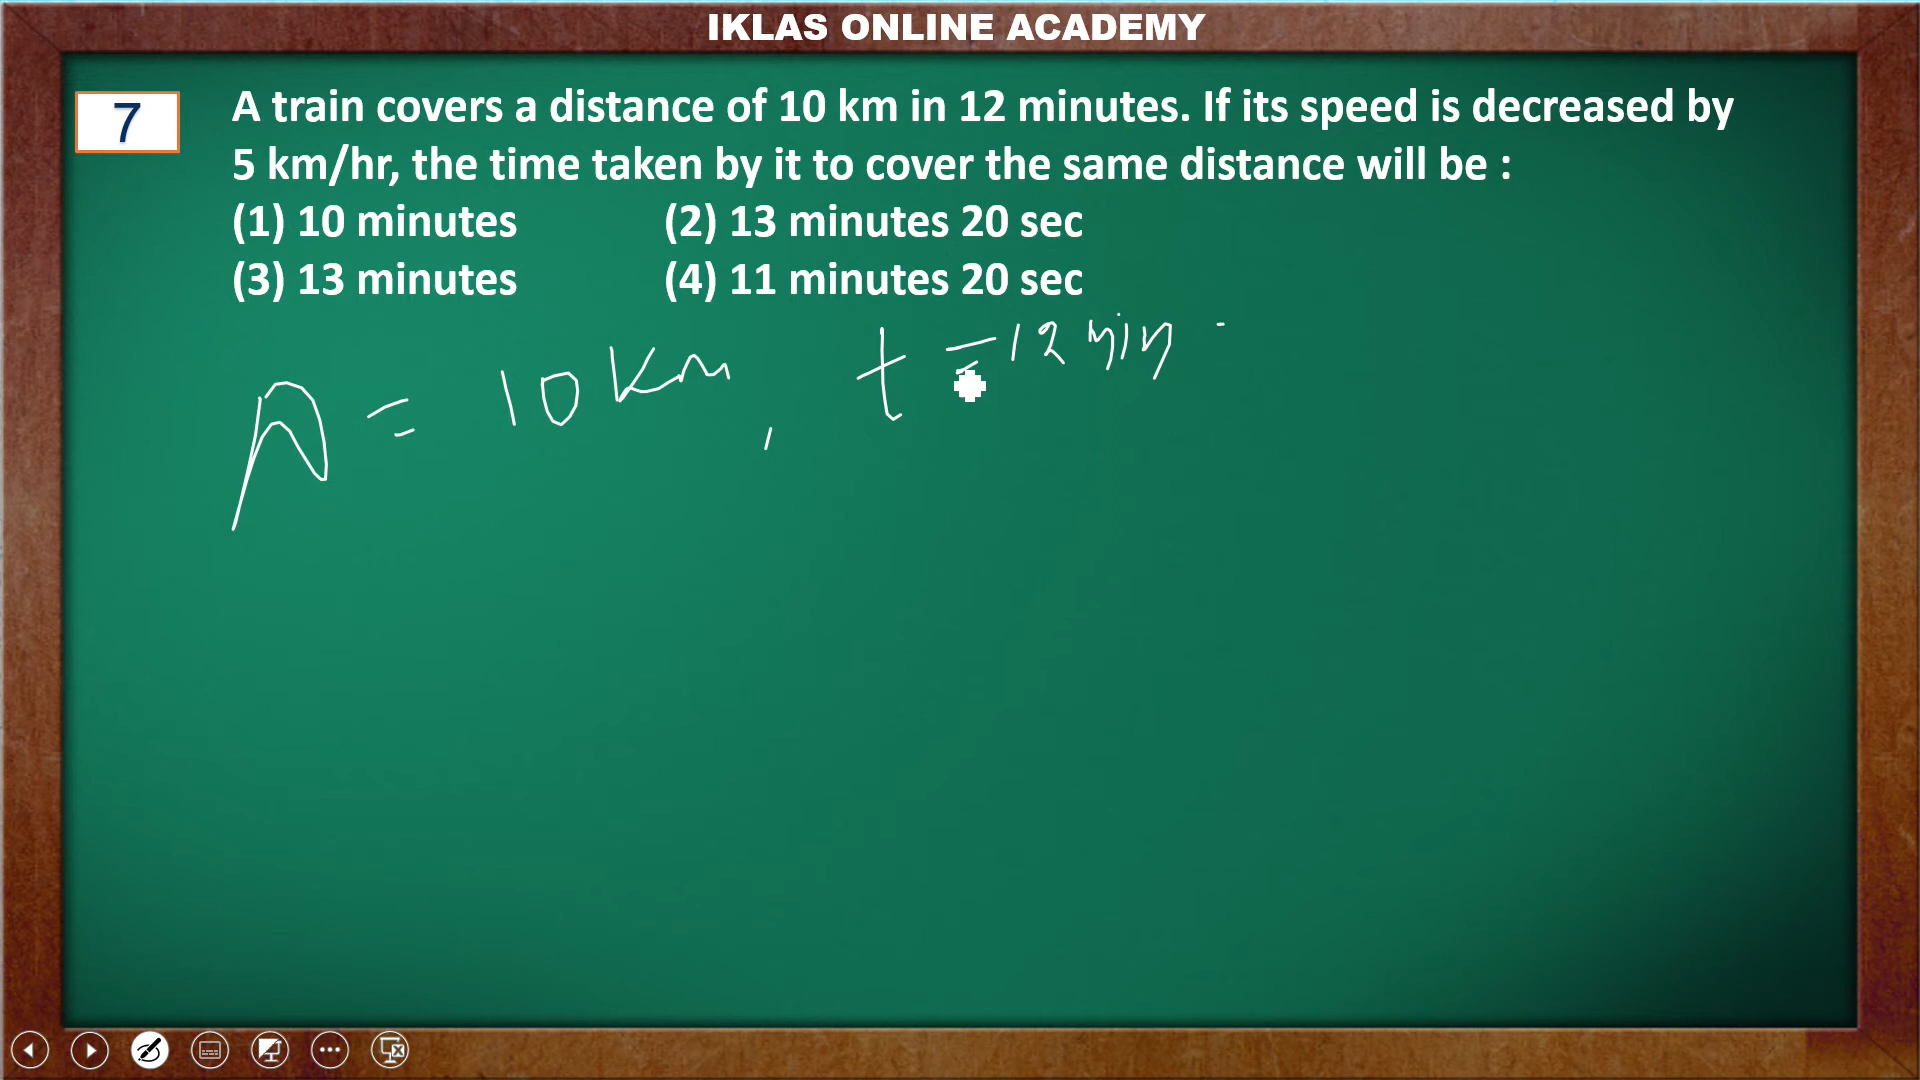 IKLAS ONLINE ACADEMY
7
A train covers a distance of 10 km in 12 minutes. If its speed is decreased by
5 km/hr, the time taken by it to cover the same distance will be :
(1) 10 minutes (2) 13 minutes 20 sec
(3) 13 minutes (4) 11 minutes 20 sec
= 10 Km, t = 12 min